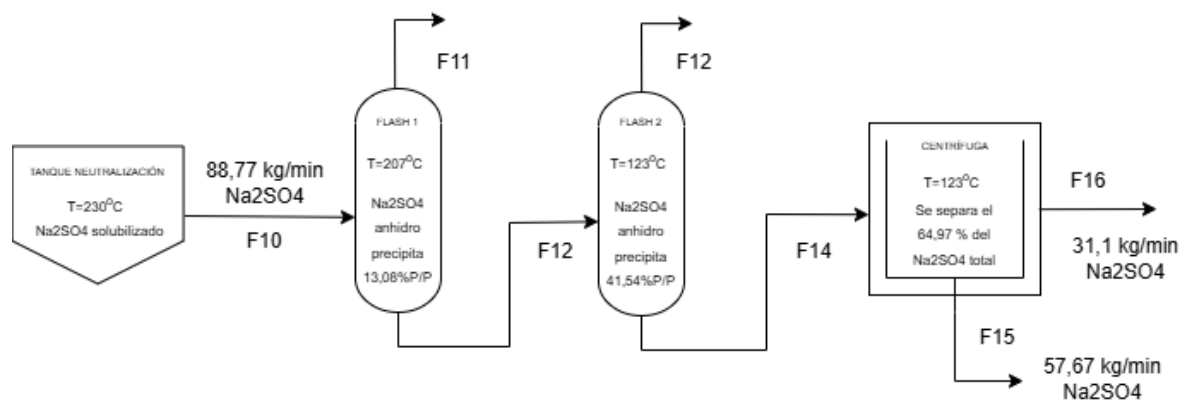 F11
F12
FLASH 1
T=207°C
Na2SO4
anhidro
precipita
13,08%P/P
FLASH 2
T=123°C
Na2SO4
anhidro
precipita
41,54%P/P
CENTRÍFUGA
T=123°C
Se separa el
64,97 % del
Na2SO4 total
TANQUE NEUTRALIZACIÓN
T=230°C
Na2SO4 solubilizado
88,77 kg/min
Na2SO4
F10
F12
F14
F16
31,1 kg/min
Na2SO4
F15
57,67 kg/min
Na2SO4